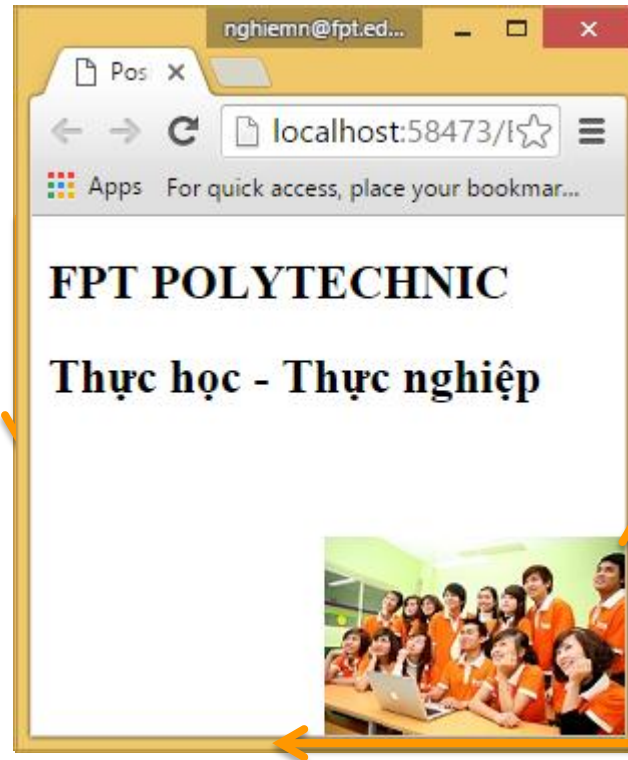 nghiemn@fpt.ed...
Pos
localhost:58473/
Apps For quick access, place your bookmar...
FPT POLYTECHNIC
Thực học - Thực nghiệp